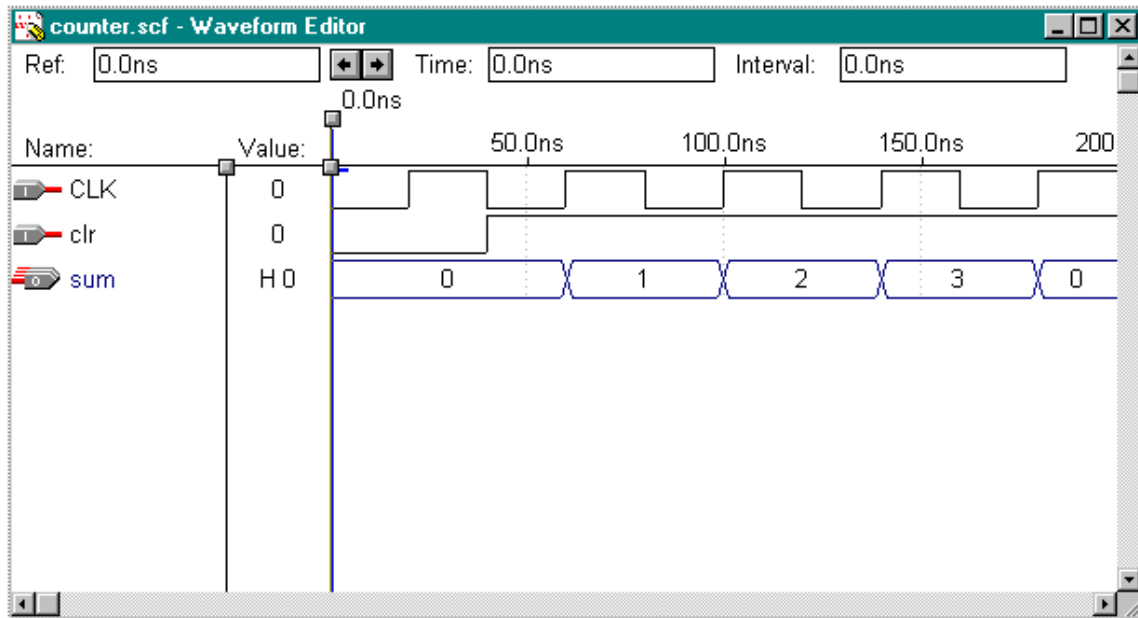 counter.scf - Waveform Editor
Ref: 0.0ns Time: 0.0ns Interval: 0.0ns
0.0ns
Name: Value: 50.0ns 100.0ns 150.0ns 200
CLK 0
clr 0
sum H 0 0 1 2 3 0